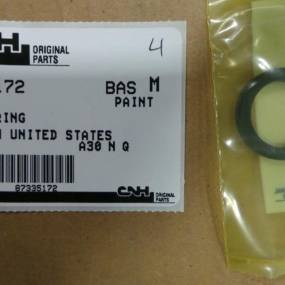 CNH ORIGINAL PARTS
4
172 BAS M
PAINT
RING
UNITED STATES
A30 N Q
87335172
CNH ORIGINAL PARTS